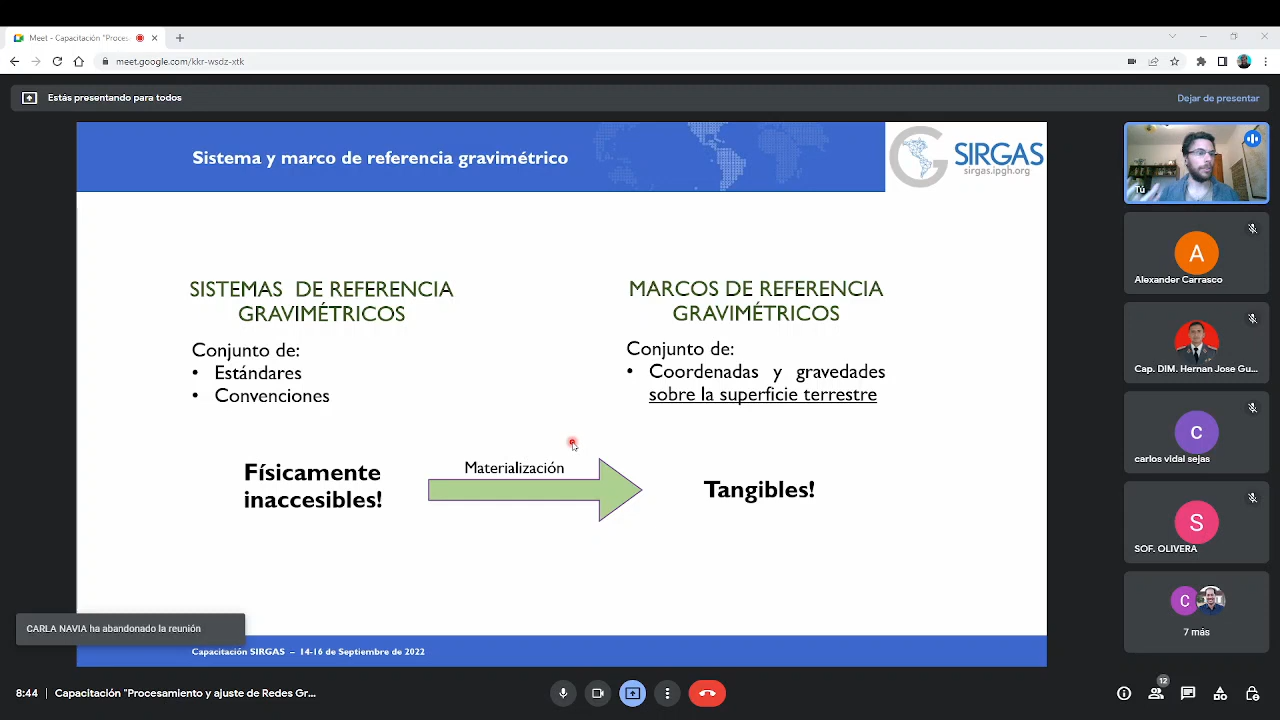 Meet - Capacitación "Proces
meet.google.com/kkr-wsdz-xtk
Estás presentando para todos
Dejar de presentar
Sistema y marco de referencia gravimétrico
SIRGAS
sirgas.ipgh.org
SISTEMAS DE REFERENCIA
GRAVIMÉTRICOS
Conjunto de:
• Estándares
• Convenciones
Físicamente
inaccesibles!
Materialización
MARCOS DE REFERENCIA
GRAVIMÉTRICOS
Conjunto de:
• Coordenadas y gravedades
sobre la superficie terrestre
Tangibles!
Tú
A
Alexander Carrasco
Cap. DIM. Hernan Jose Gu...
c
carlos vidal sejas
S
SOF. OLIVERA
C
7 más
CARLA NAVIA ha abandonado la reunión
Capacitación SIRGAS – 14-16 de Septiembre de 2022
8:44 | Capacitación "Procesamiento y ajuste de Redes Gr...
12